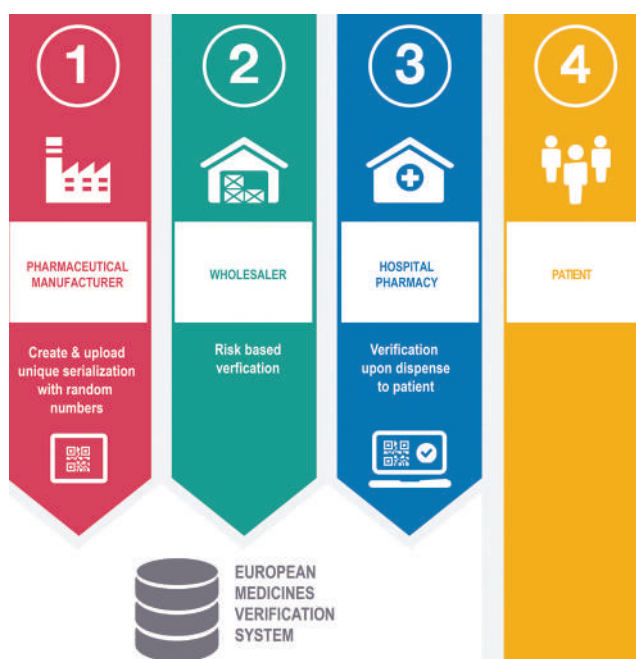 1
2
3
4
PHARMACEUTICAL
MANUFACTURER
WHOLESALER
HOSPITAL
PHARMACY
PATIENT
Create & upload
unique serialization
with random
numbers
Risk based
verfication
Verification
upon dispense
to patient
EUROPEAN
MEDICINES
VERIFICATION
SYSTEM